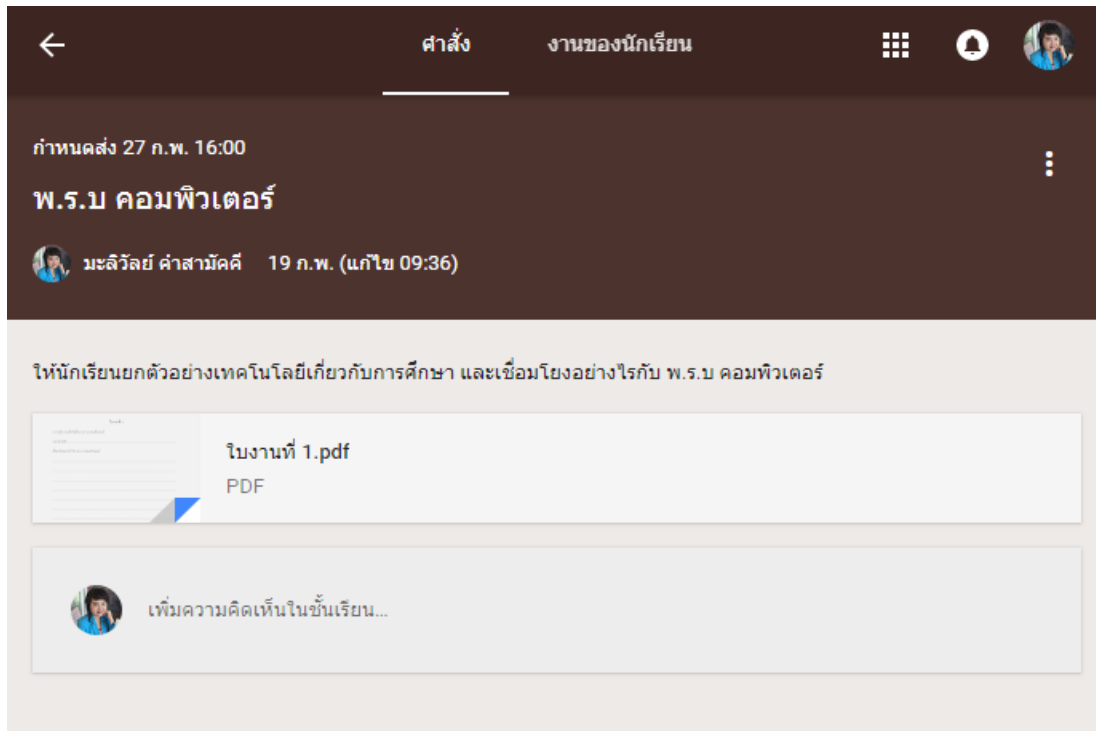 คำสั่ง งานของนักเรียน
กำหนดส่ง 27 ก.พ. 16:00
พ.ร.บ คอมพิวเตอร์
มะลิวัลย์ คำสามัคคี 19 ก.พ. (แก้ไข 09:36)
ให้นักเรียนยกตัวอย่างเทคโนโลยีเกี่ยวกับการศึกษา และเชื่อมโยงอย่างไรกับ พ.ร.บ คอมพิวเตอร์
ใบงานที่ 1.pdf
PDF
เพิ่มความคิดเห็นในชั้นเรียน...